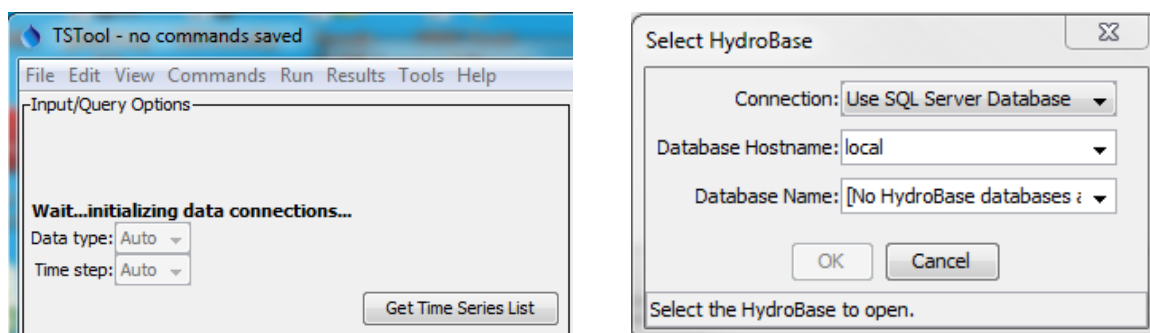 TSTool - no commands saved
File Edit View Commands Run Results Tools Help
Input/Query Options
Wait...initializing data connections...
Data type: Auto
Time step: Auto
Get Time Series List
Select HydroBase
Connection: Use SQL Server Database
Database Hostname: local
Database Name: [No HydroBase databases a
OK Cancel
Select the HydroBase to open.